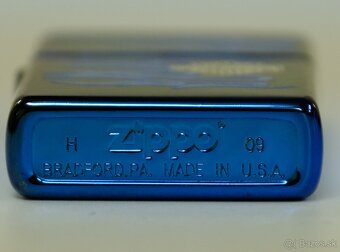 H Zippo® 09
BRADFORD,PA. MADE IN U.S.A.